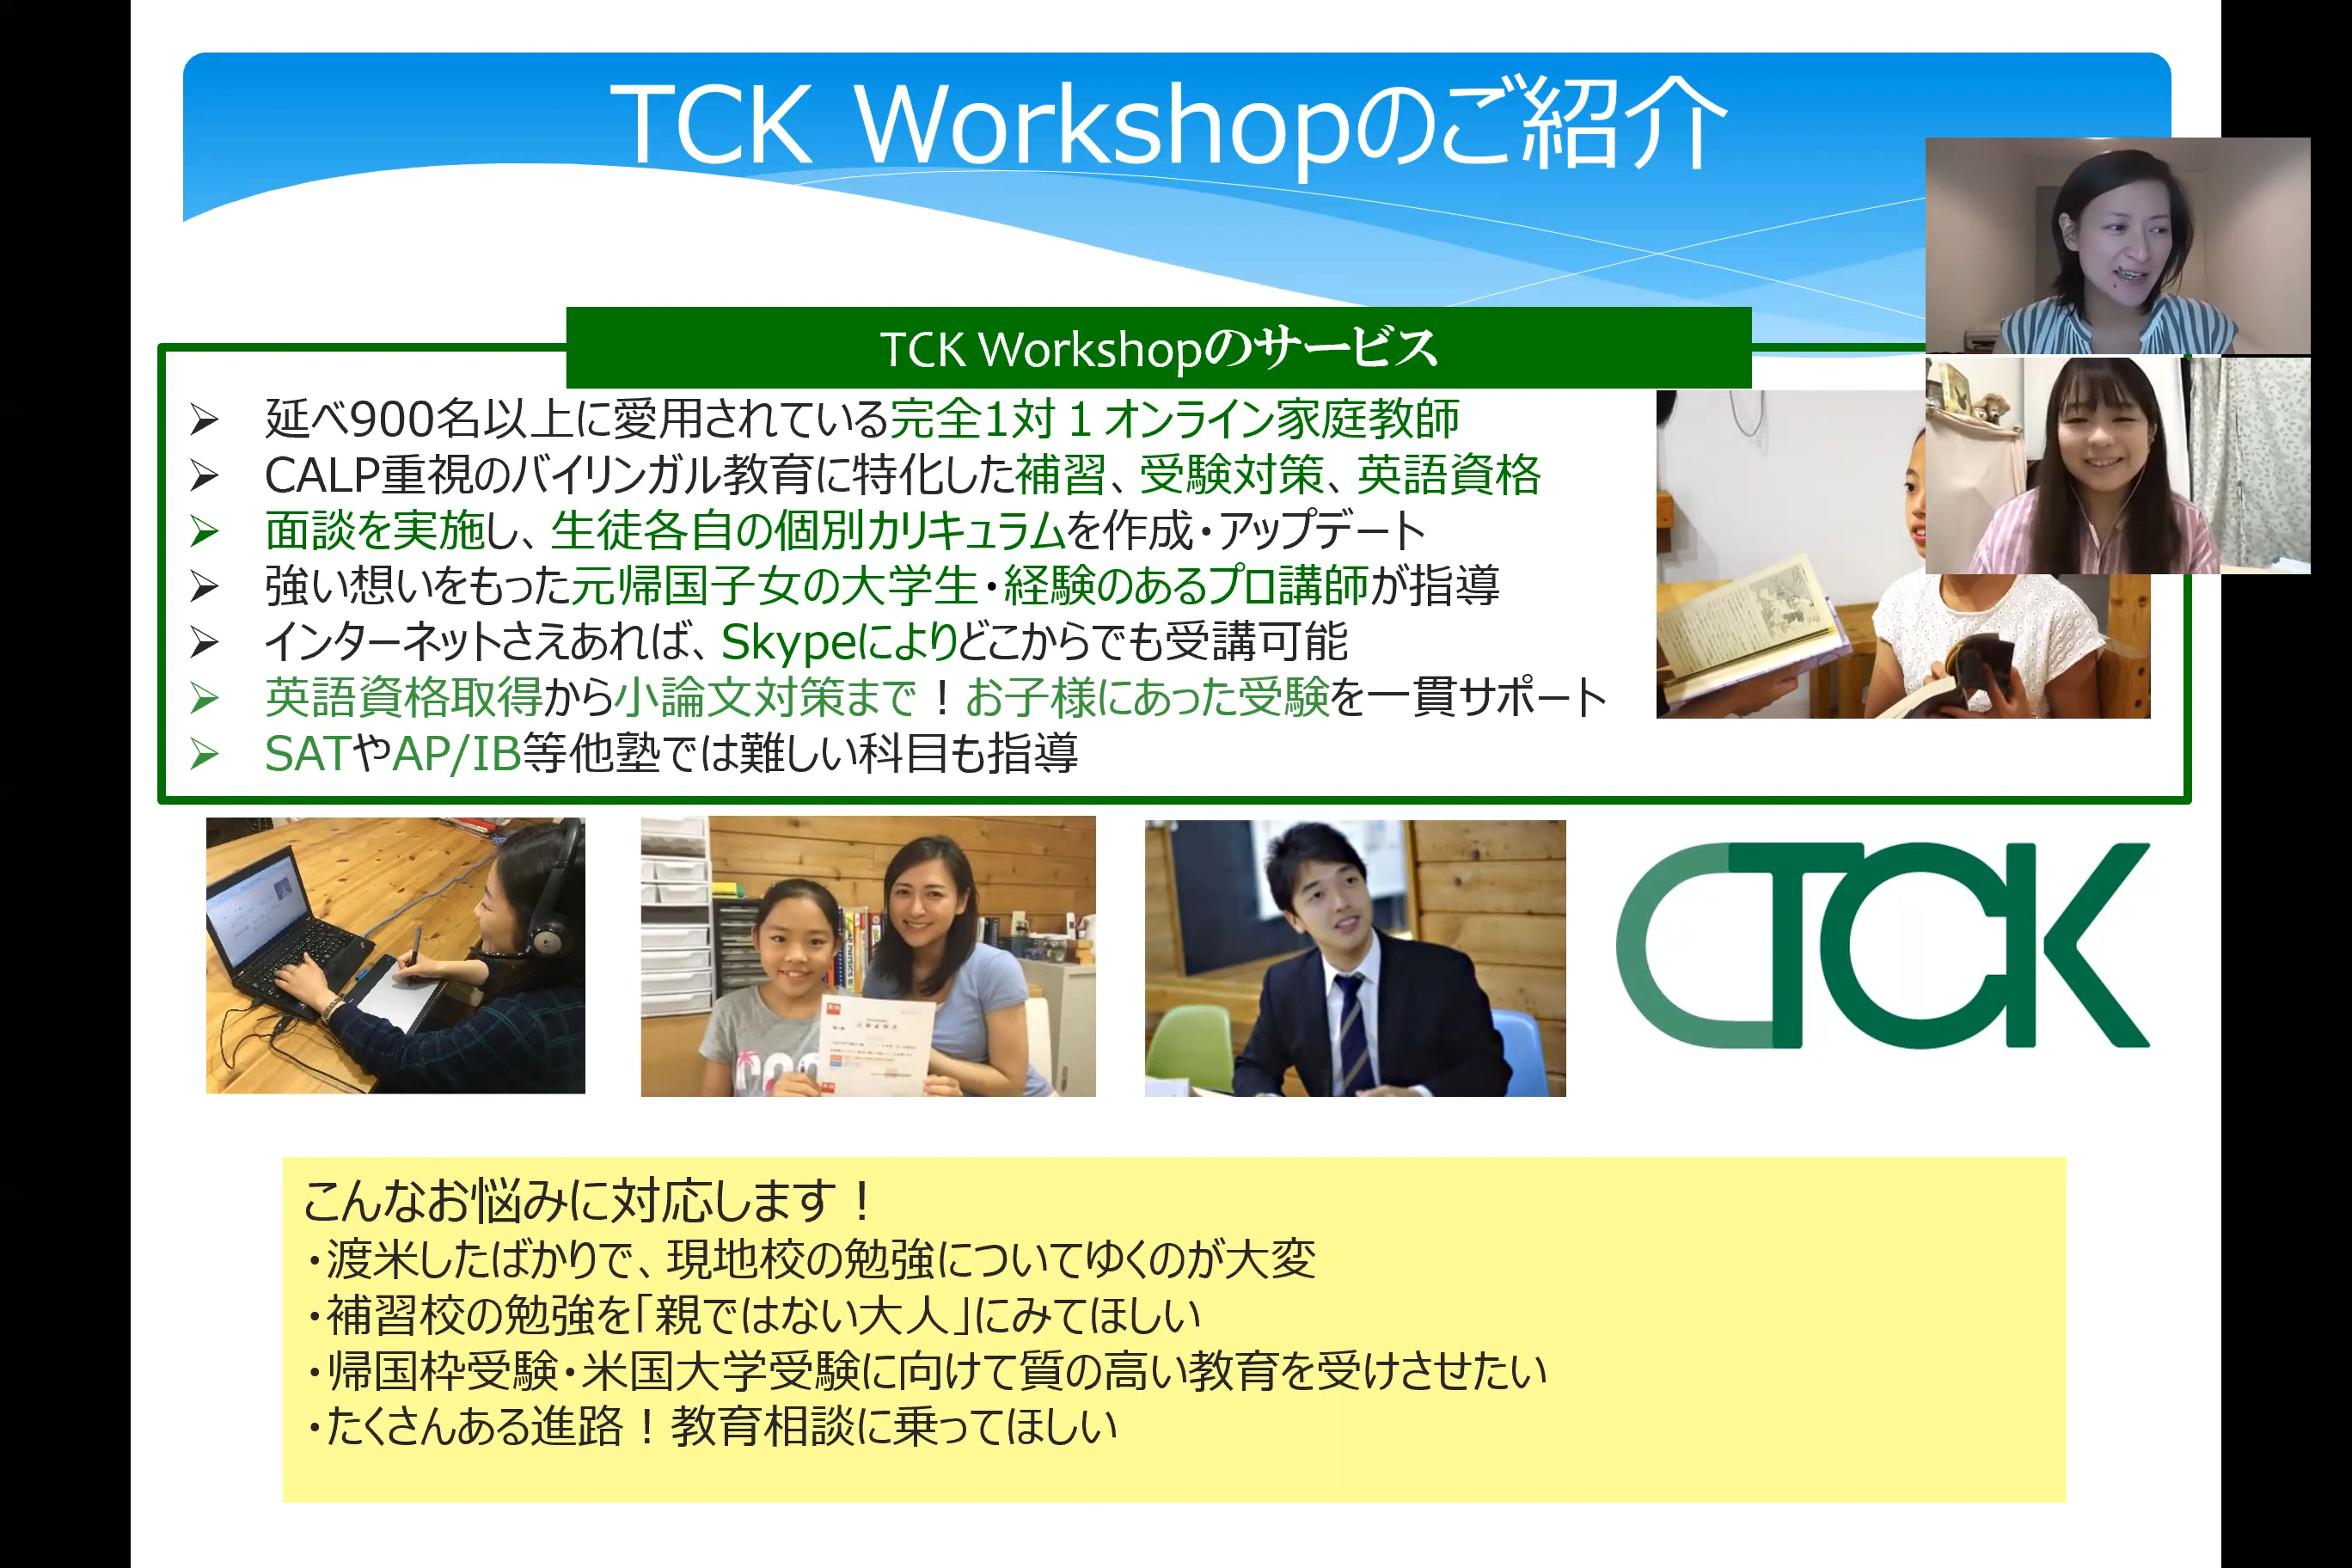 TCK Workshopのご紹介
TCK Workshopのサービス
➢ 延べ900名以上に愛用されている完全1対１オンライン家庭教師
➢ CALP重視のバイリンガル教育に特化した補習、受験対策、英語資格
➢ 面談を実施し、生徒各自の個別カリキュラムを作成・アップデート
➢ 強い想いをもった元帰国子女の大学生・経験のあるプロ講師が指導
➢ インターネットさえあれば、Skypeによりどこからでも受講可能
➢ 英語資格取得から小論文対策まで！お子様にあった受験を一貫サポート
➢ SATやAP/IB等他塾では難しい科目も指導
TCK
こんなお悩みに対応します！
・渡米したばかりで、現地校の勉強についてゆくのが大変
・補習校の勉強を「親ではない大人」にみてほしい
・帰国枠受験・米国大学受験に向けて質の高い教育を受けさせたい
・たくさんある進路！教育相談に乗ってほしい